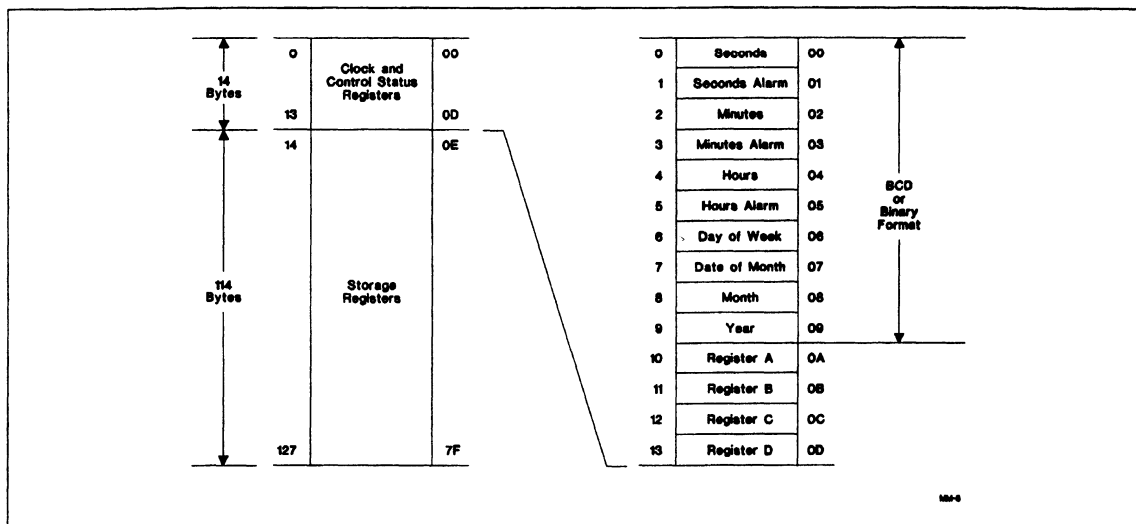 14
Bytes
0
Clock and
Control Status
Registers
00
13
0D
114
Bytes
14
Storage
Registers
0E
127
7F
0 Seconds 00
1 Seconds Alarm 01
2 Minutes 02
3 Minutes Alarm 03
4 Hours 04
5 Hours Alarm 05
6 Day of Week 06
7 Date of Month 07
8 Month 08
9 Year 09
10 Register A 0A
11 Register B 0B
12 Register C 0C
13 Register D 0D
BCD
or
Binary
Format
MM-6